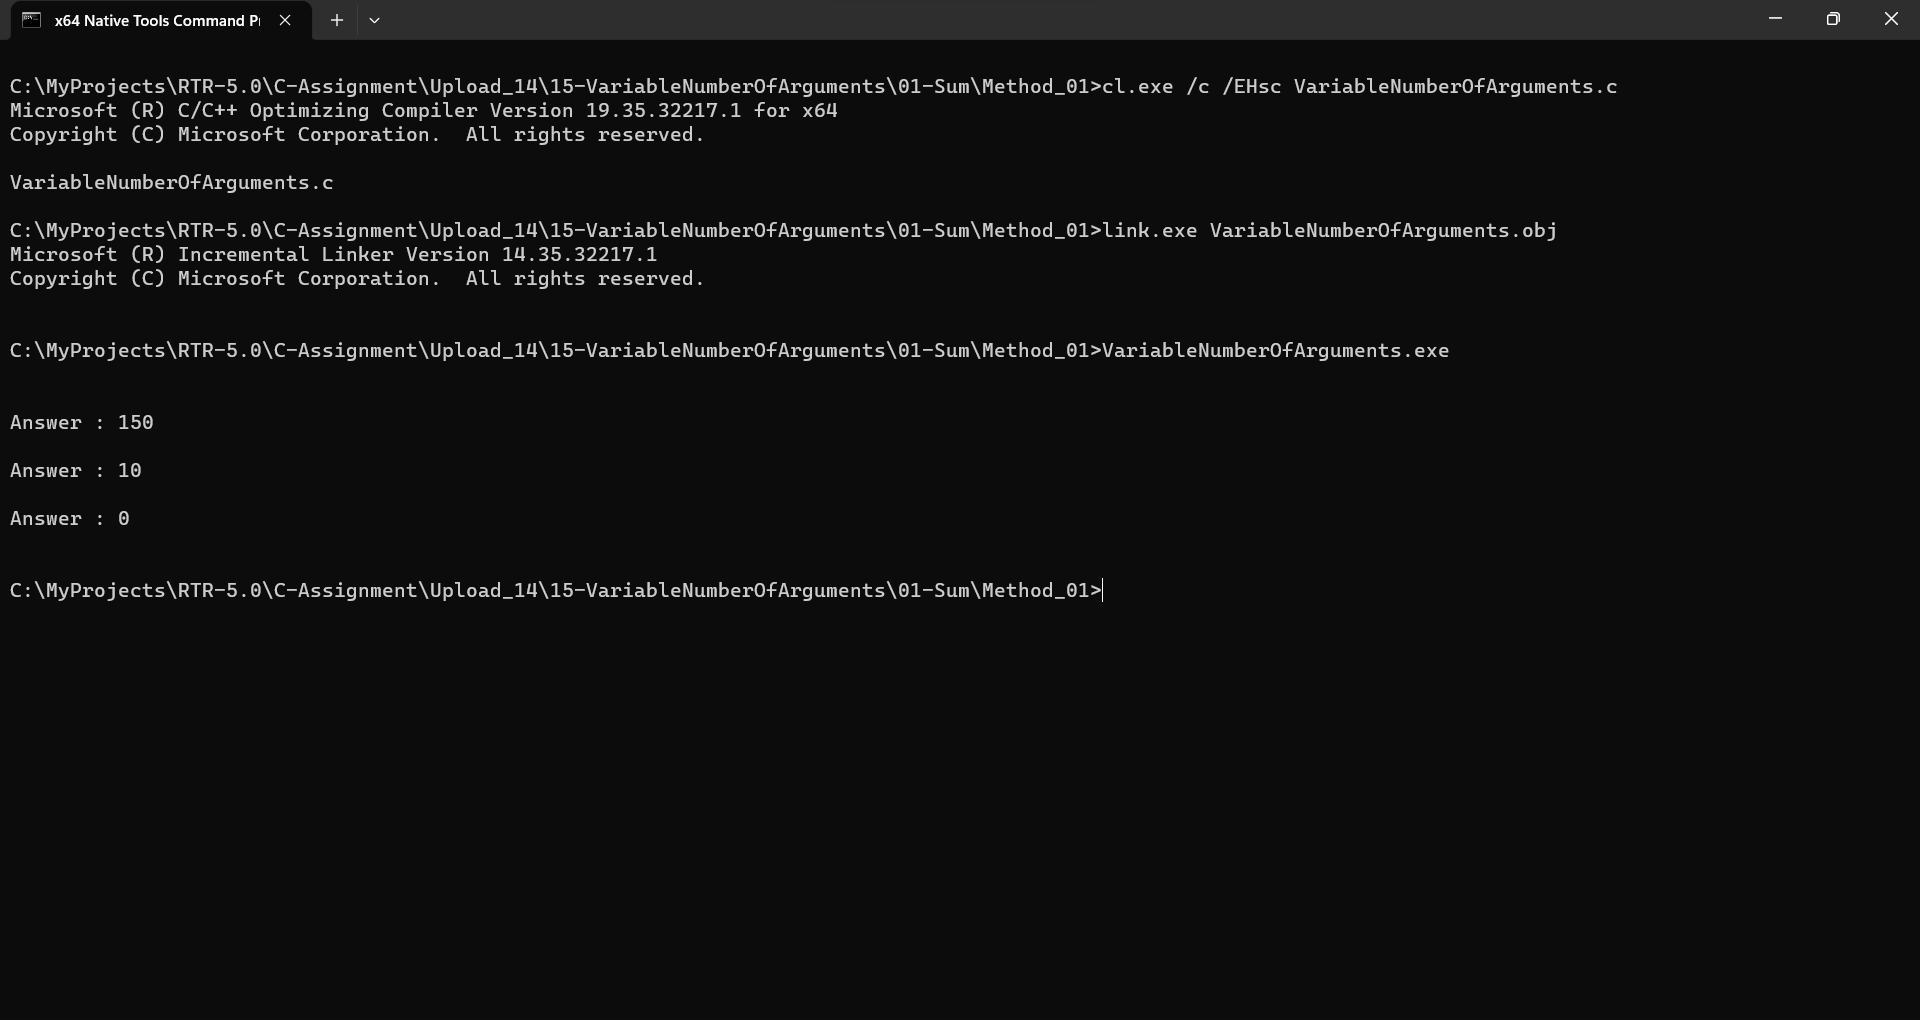 x64 Native Tools Command P
C:\MyProjects\RTR-5.0\C-Assignment\Upload_14\15-VariableNumberOfArguments\01-Sum\Method_01>cl.exe /c /EHsc VariableNumberOfArguments.c
Microsoft (R) C/C++ Optimizing Compiler Version 19.35.32217.1 for x64
Copyright (C) Microsoft Corporation.  All rights reserved.
VariableNumberOfArguments.c
C:\MyProjects\RTR-5.0\C-Assignment\Upload_14\15-VariableNumberOfArguments\01-Sum\Method_01>link.exe VariableNumberOfArguments.obj
Microsoft (R) Incremental Linker Version 14.35.32217.1
Copyright (C) Microsoft Corporation.  All rights reserved.
C:\MyProjects\RTR-5.0\C-Assignment\Upload_14\15-VariableNumberOfArguments\01-Sum\Method_01>VariableNumberOfArguments.exe
Answer : 150
Answer : 10
Answer : 0
C:\MyProjects\RTR-5.0\C-Assignment\Upload_14\15-VariableNumberOfArguments\01-Sum\Method_01>